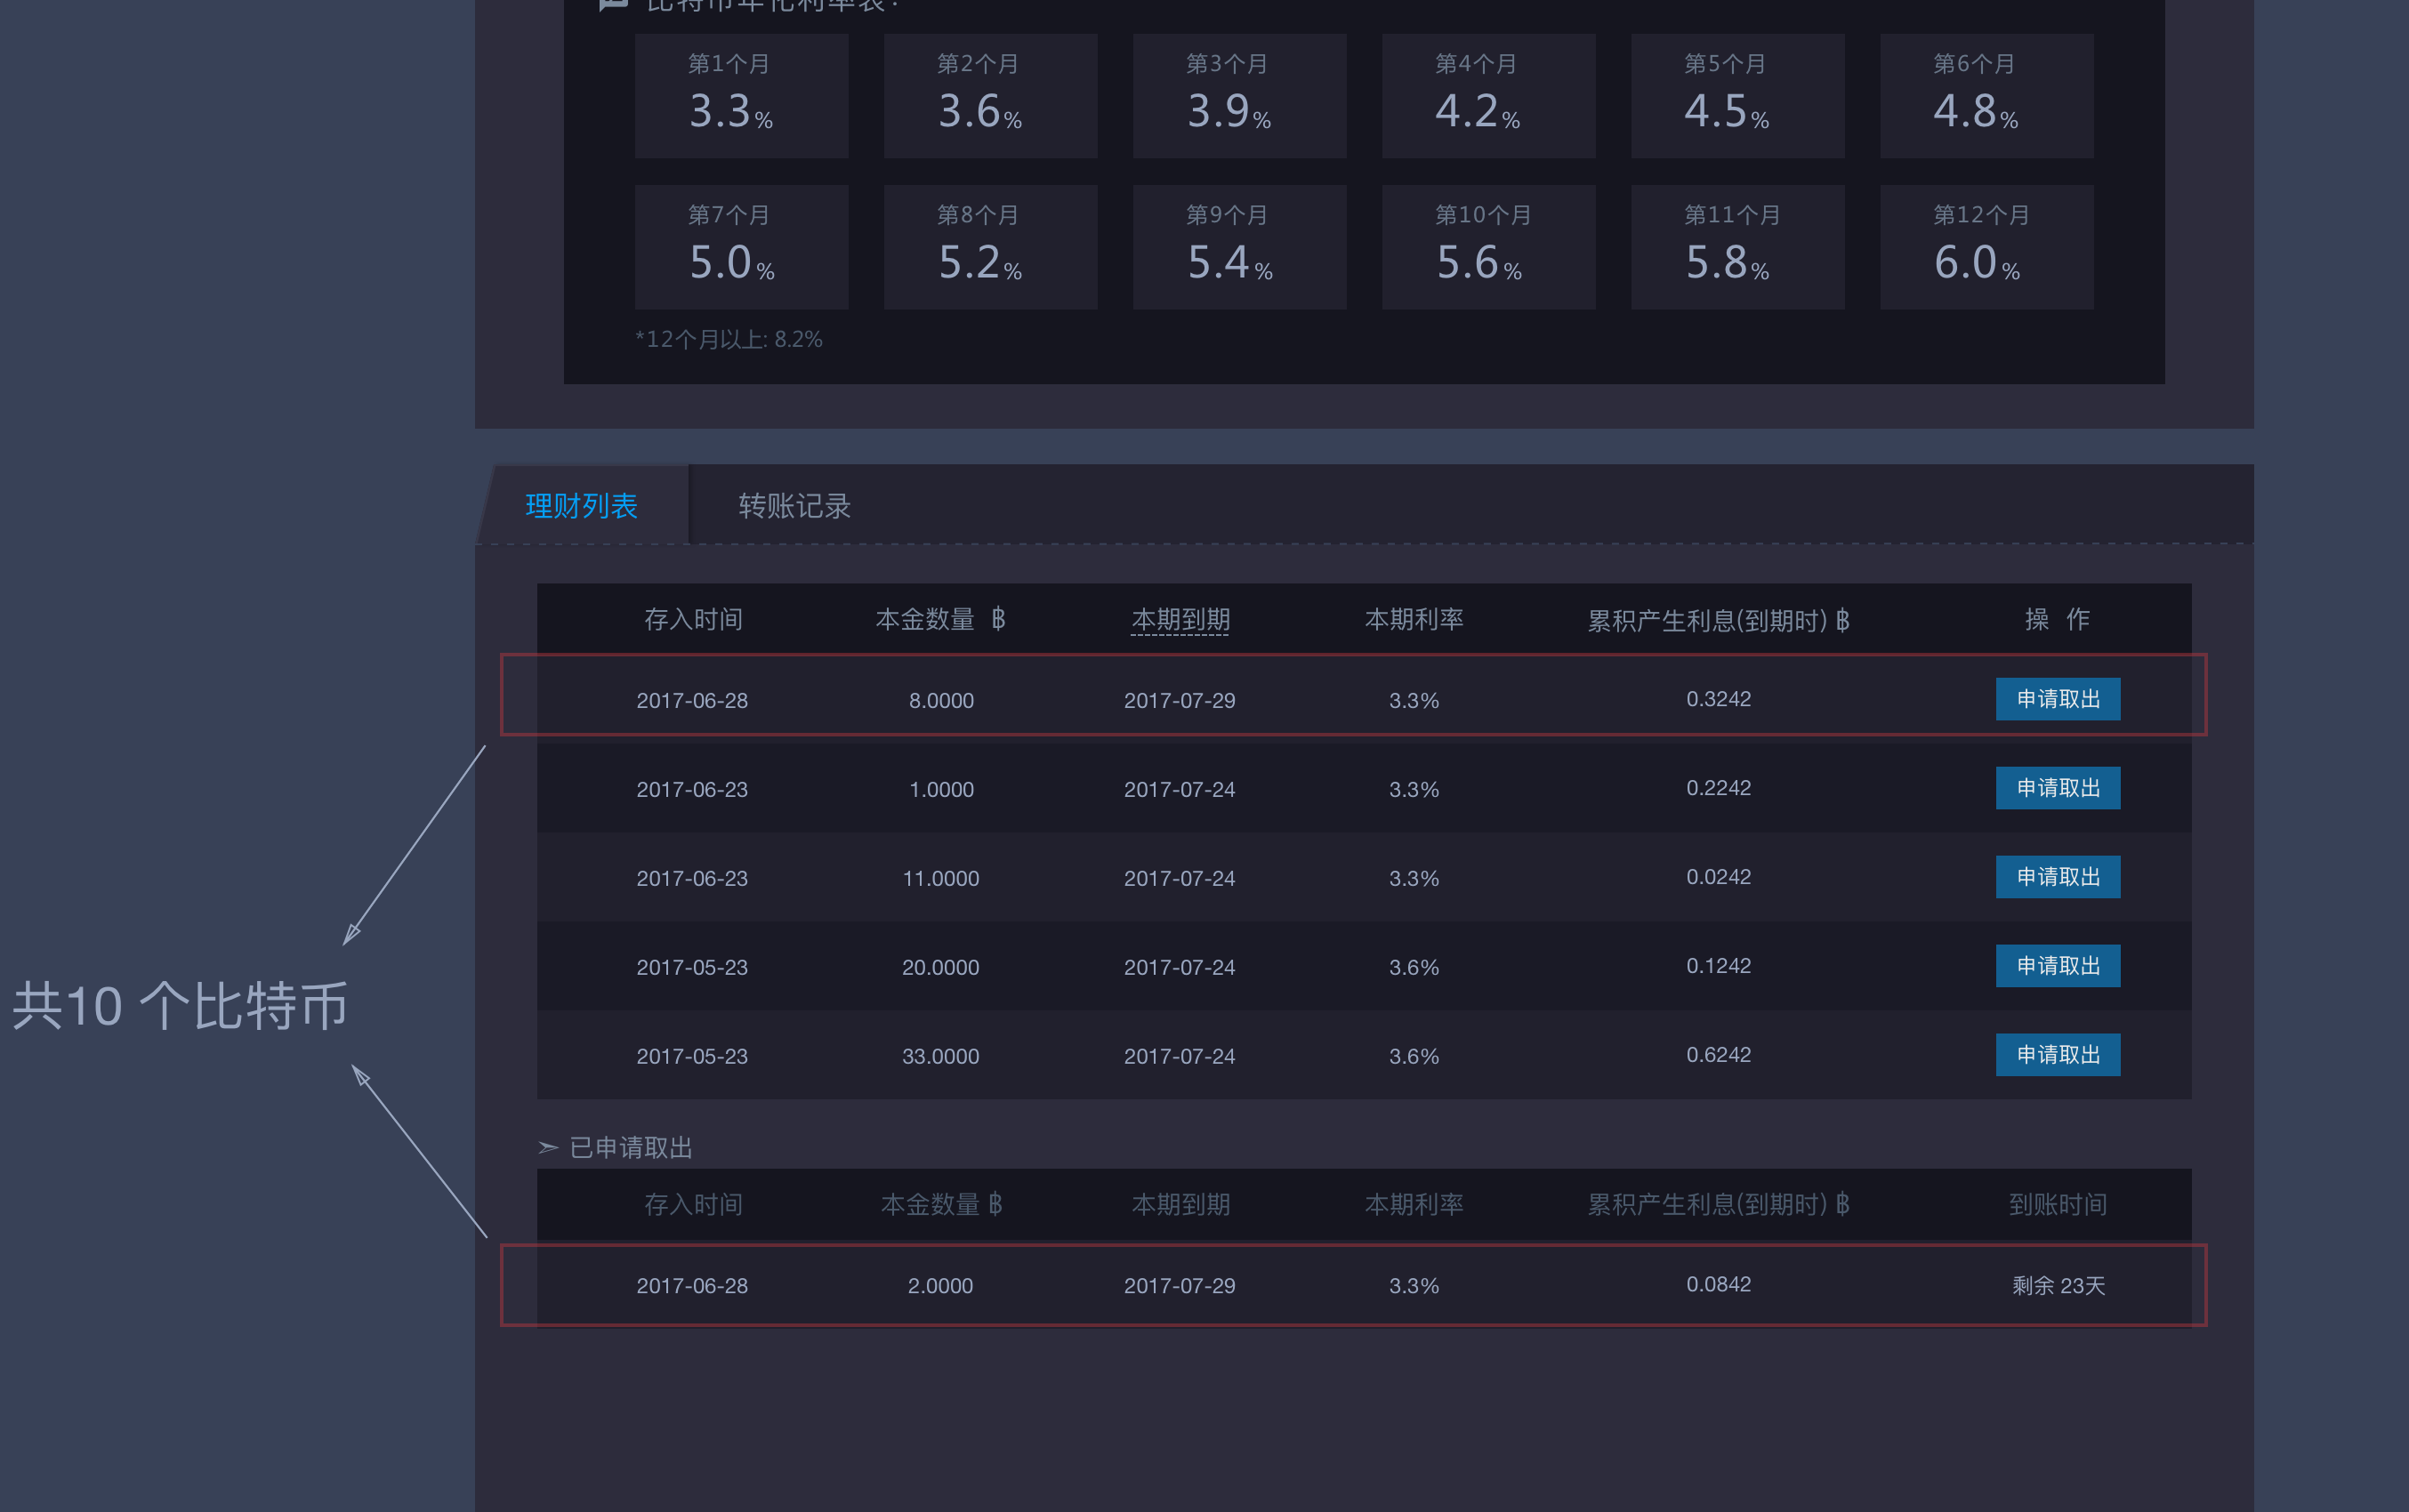 比特币年化利率表:
第1个月 第2个月 第3个月 第4个月 第5个月 第6个月
3.3% 3.6% 3.9% 4.2% 4.5% 4.8%
第7个月 第8个月 第9个月 第10个月 第11个月 第12个月
5.0% 5.2% 5.4% 5.6% 5.8% 6.0%
*12个月以上: 8.2%
理财列表 转账记录
存入时间 本金数量 ฿ 本期到期 本期利率 累积产生利息(到期时) ฿ 操 作
2017-06-28 8.0000 2017-07-29 3.3% 0.3242 申请取出
2017-06-23 1.0000 2017-07-24 3.3% 0.2242 申请取出
2017-06-23 11.0000 2017-07-24 3.3% 0.0242 申请取出
2017-05-23 20.0000 2017-07-24 3.6% 0.1242 申请取出
共10 个比特币
2017-05-23 33.0000 2017-07-24 3.6% 0.6242 申请取出
已申请取出
存入时间 本金数量 ฿ 本期到期 本期利率 累积产生利息(到期时) ฿ 到账时间
2017-06-28 2.0000 2017-07-29 3.3% 0.0842 剩余 23天